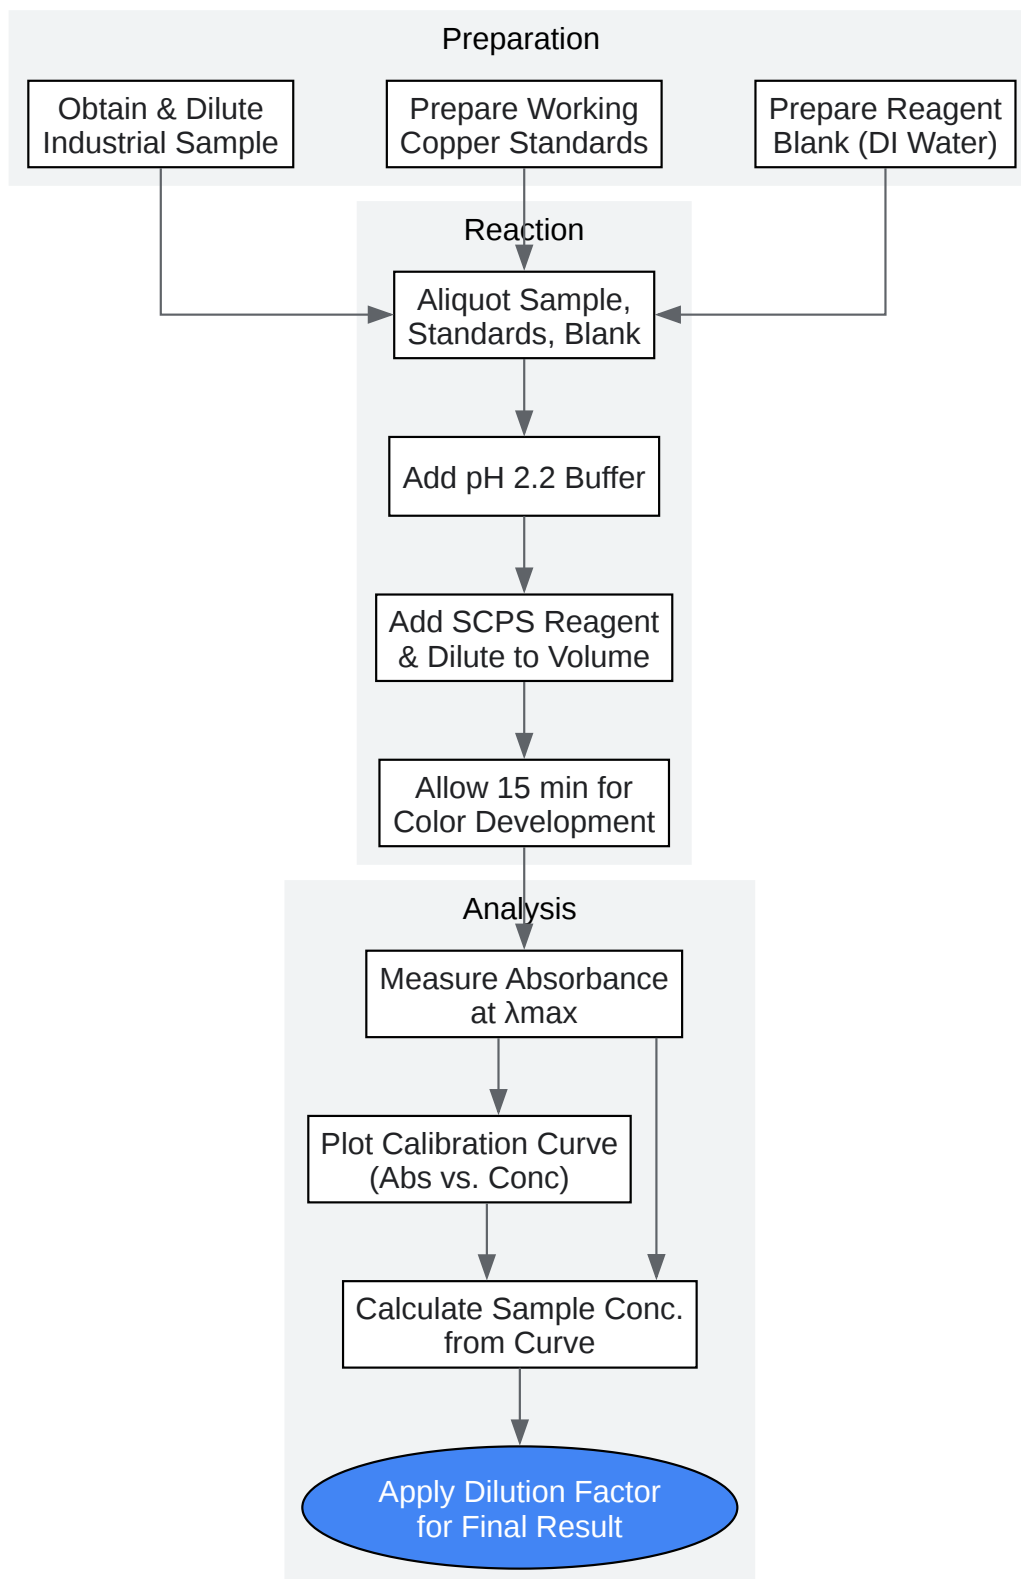 Preparation
Obtain & Dilute
Industrial Sample
Prepare Working
Copper Standards
Prepare Reagent
Blank (DI Water)
Reaction
Aliquot Sample,
Standards, Blank
Add pH 2.2 Buffer
Add SCPS Reagent
& Dilute to Volume
Allow 15 min for
Color Development
Analysis
Measure Absorbance
at λmax
Plot Calibration Curve
(Abs vs. Conc)
Calculate Sample Conc.
from Curve
Apply Dilution Factor
for Final Result